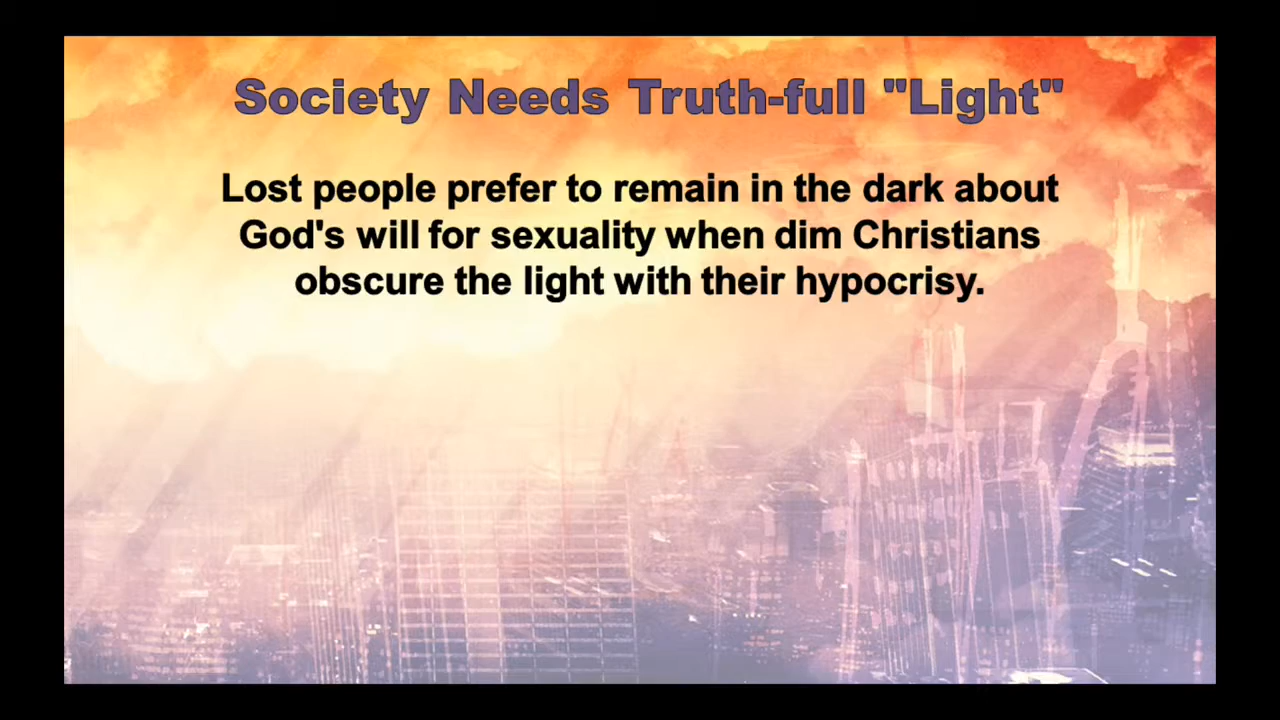 Society Needs Truth-full "Light"
Lost people prefer to remain in the dark about
God's will for sexuality when dim Christians
obscure the light with their hypocrisy.